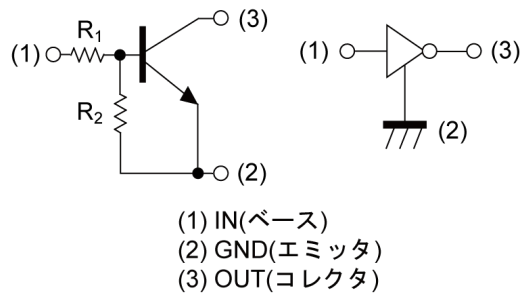 R1
(1)
(3)
R2
(2)
(1)
(3)
(2)
(1) IN(ベース)
(2) GND(エミッタ)
(3) OUT(コレクタ)